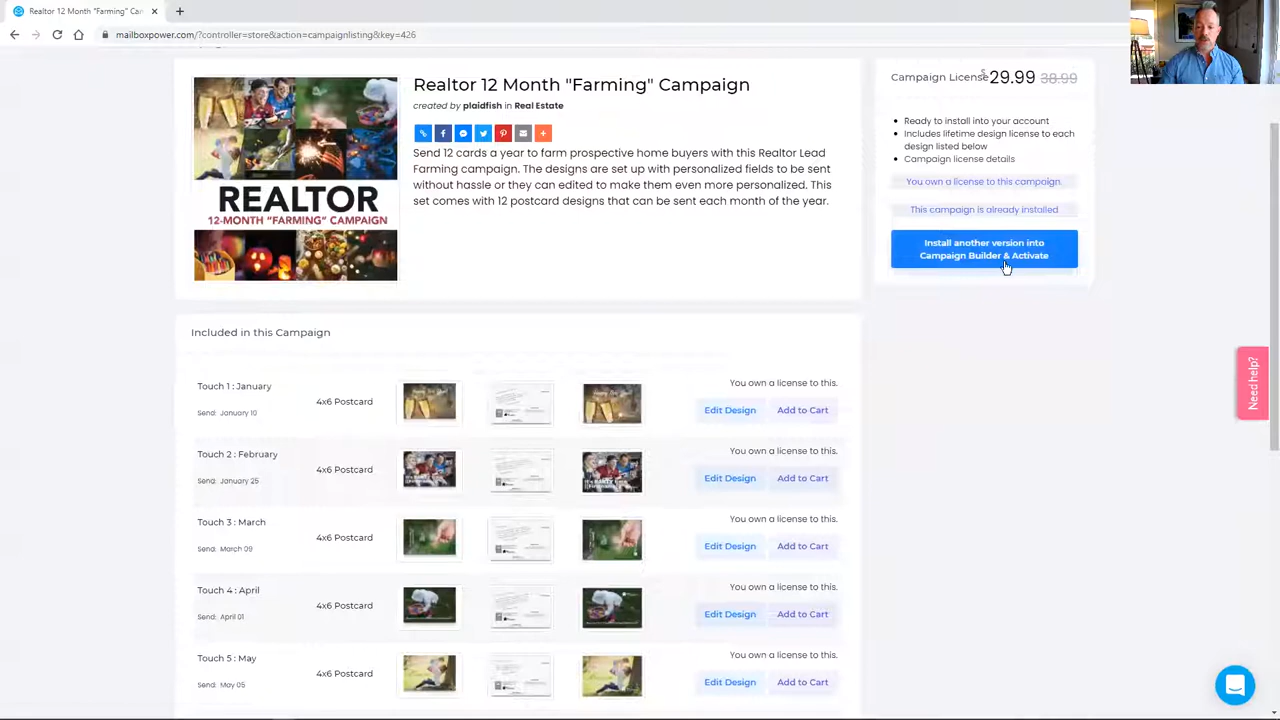 Realtor 12 Month "Farming" Car
mailboxpower.com/?controller=store&action=campaignlisting&key=426
REALTOR
12-MONTH "FARMING" CAMPAIGN
Realtor 12 Month "Farming" Campaign
created by plaidfish in Real Estate
Send 12 cards a year to farm prospective home buyers with this Realtor Lead
Farming campaign. The designs are set up with personalized fields to be sent
without hassle or they can edited to make them even more personalized. This
set comes with 12 postcard designs that can be sent each month of the year.
Campaign License $29.99 38.99
Ready to install into your account
Includes lifetime design license to each
design listed below
Campaign license details
You own a license to this campaign.
This campaign is already installed.
Install another version into
Campaign Builder & Activate
Need help?
Included in this Campaign
Touch 1 : January
Send: January 10
4x6 Postcard
You own a license to this.
Edit Design
Add to Cart
Touch 2 : February
Send: January 25
4x6 Postcard
You own a license to this.
Edit Design
Add to Cart
Touch 3 : March
Send: March 09
4x6 Postcard
You own a license to this.
Edit Design
Add to Cart
Touch 4 : April
Send: April 01
4x6 Postcard
You own a license to this.
Edit Design
Add to Cart
Touch 5 : May
Send: May 05
4x6 Postcard
You own a license to this.
Edit Design
Add to Cart